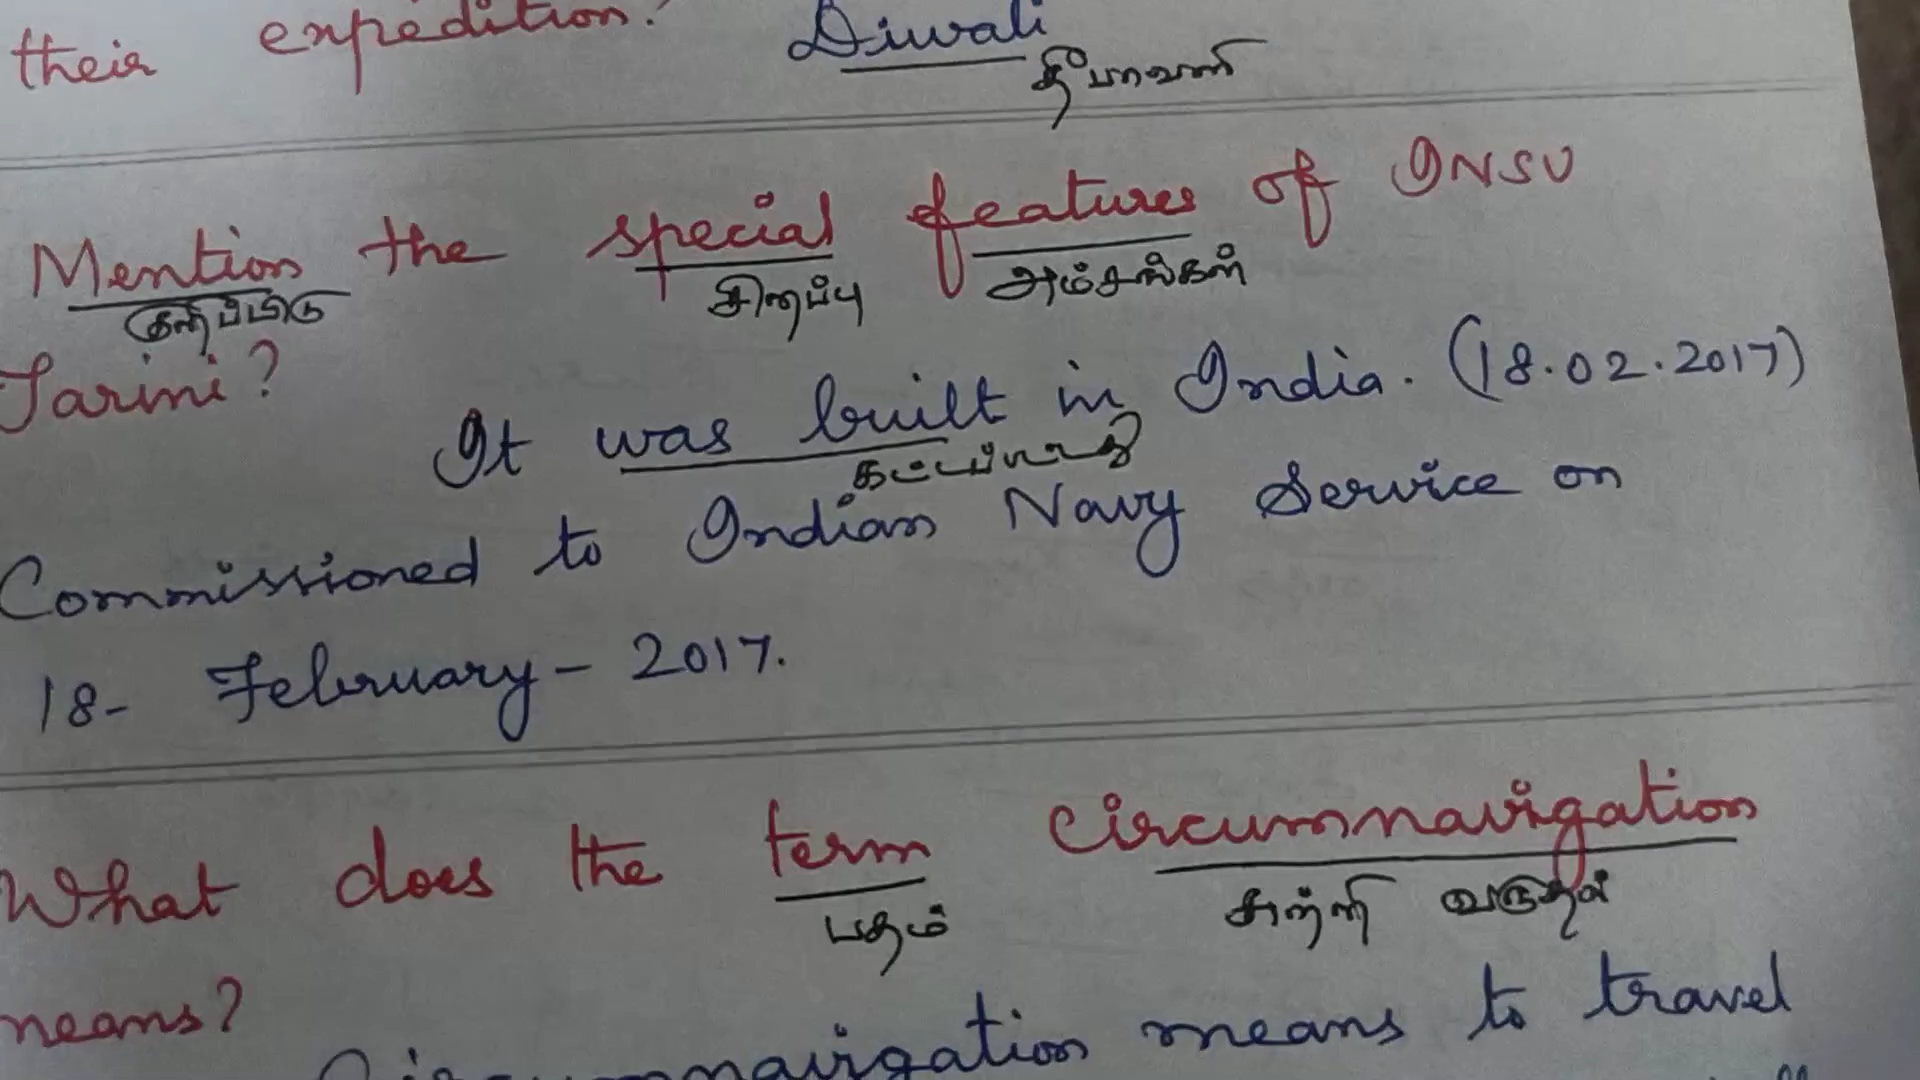 their expedition. Diwali
தீபாவளி
Mention the special features of INSV
குறிப்பிடு சிறப்பு அம்சங்கள்
Tarini?
It was built in India. (18.02.2017)
கட்டப்பட்டது
Commissioned to Indian Navy Service on
18- February - 2017.
What does the term circumnavigation
பதம் சுற்றி வருதல்
means?
Circumnavigation means to travel